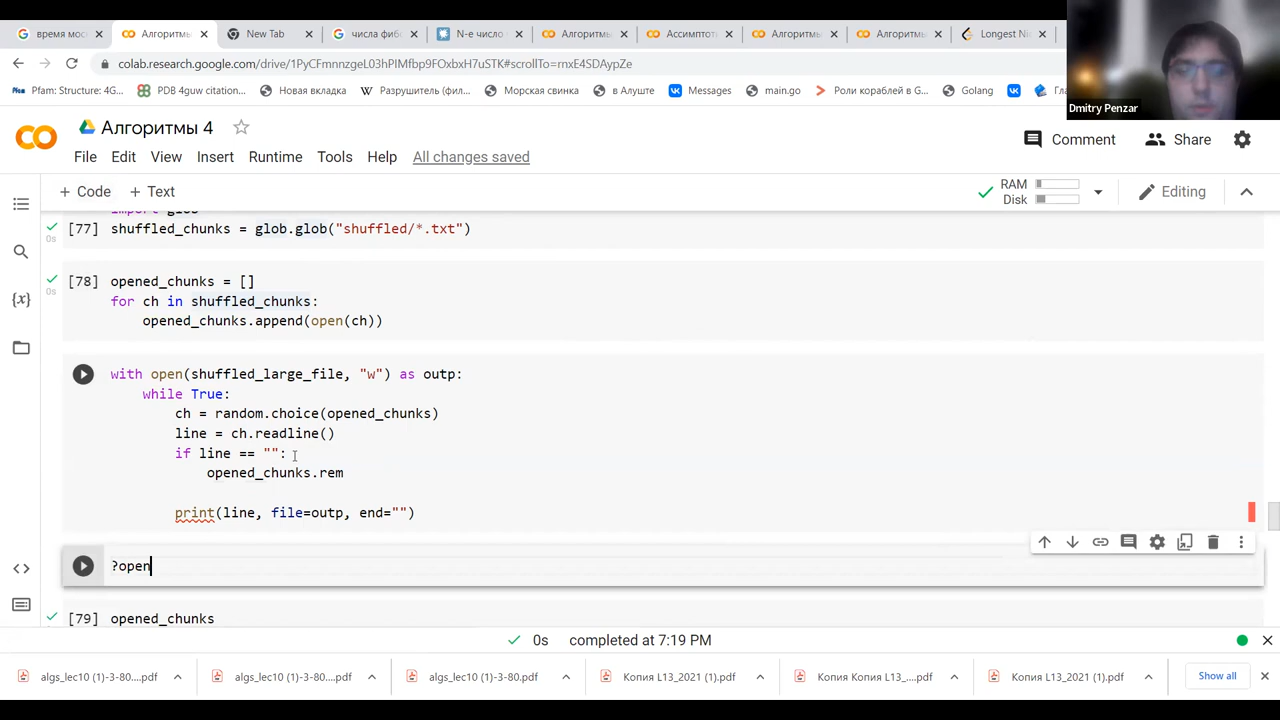 время мос
Алгоритмы
New Tab
числа фибо
N-е число п
Алгоритмы
Ассимптоти
Алгоритмы
Алгоритмы
Longest Nic
colab.research.google.com/drive/1PyCFmnnzgeL03hPIMfbp9FOxbxH7uSTK#scrollTo=rnxE4SDAypZe
Pfam: Structure: 4G...
PDB 4guw citation...
Новая вкладка
Разрушитель (фил...
Морская свинка
в Алуште
Messages
main.go
Роли кораблей в G...
Golang
Dmitry Penzar
Алгоритмы 4
Comment
Share
File Edit View Insert Runtime Tools Help All changes saved
+ Code + Text
RAM
Disk
Editing
import glob
[77] shuffled_chunks = glob.glob("shuffled/*.txt")
0s
[78] opened_chunks = []
0s
for ch in shuffled_chunks:
opened_chunks.append(open(ch))
with open(shuffled_large_file, "w") as outp:
while True:
ch = random.choice(opened_chunks)
line = ch.readline()
if line == "":
opened_chunks.rem
print(line, file=outp, end="")
?open
[79] opened_chunks
0s completed at 7:19 PM
algs_lec10 (1)-3-80....pdf
algs_lec10 (1)-3-80....pdf
algs_lec10 (1)-3-80.pdf
Копия L13_2021 (1).pdf
Копия Копия L13_....pdf
Копия L13_2021 (1).pdf
Show all